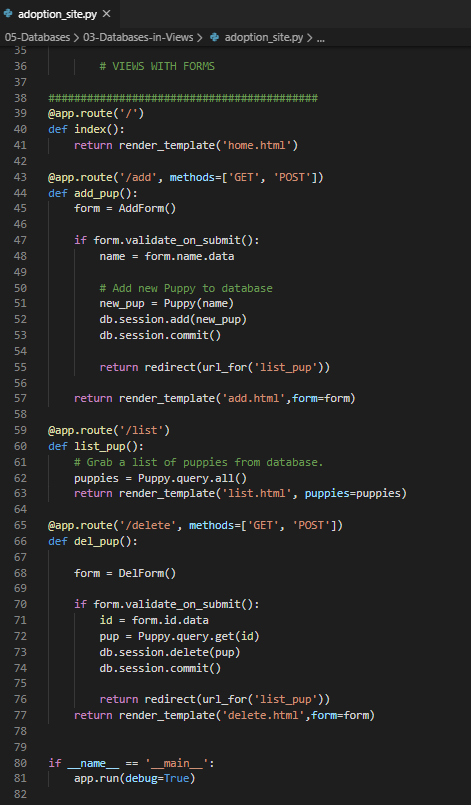 adoption_site.py ×
05-Databases > 03-Databases-in-Views > adoption_site.py > ...
35
36 # VIEWS WITH FORMS
37
38 ##########################################
39 @app.route('/')
40 def index():
41 return render_template('home.html')
42
43 @app.route('/add', methods=['GET', 'POST'])
44 def add_pup():
45 form = AddForm()
46
47 if form.validate_on_submit():
48 name = form.name.data
49
50 # Add new Puppy to database
51 new_pup = Puppy(name)
52 db.session.add(new_pup)
53 db.session.commit()
54
55 return redirect(url_for('list_pup'))
56
57 return render_template('add.html',form=form)
58
59 @app.route('/list')
60 def list_pup():
61 # Grab a list of puppies from database.
62 puppies = Puppy.query.all()
63 return render_template('list.html', puppies=puppies)
64
65 @app.route('/delete', methods=['GET', 'POST'])
66 def del_pup():
67
68 form = DelForm()
69
70 if form.validate_on_submit():
71 id = form.id.data
72 pup = Puppy.query.get(id)
73 db.session.delete(pup)
74 db.session.commit()
75
76 return redirect(url_for('list_pup'))
77 return render_template('delete.html',form=form)
78
79
80 if __name__ == '__main__':
81 app.run(debug=True)
82